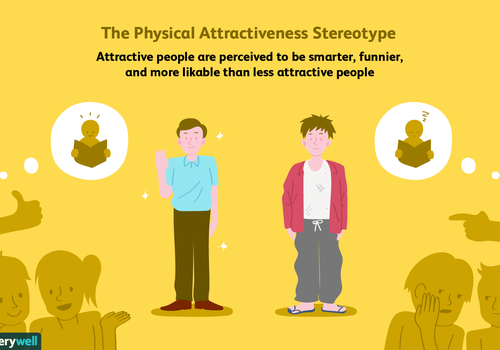 The Physical Attractiveness Stereotype
Attractive people are perceived to be smarter, funnier,
and more likable than less attractive people
z
z
z
erywell